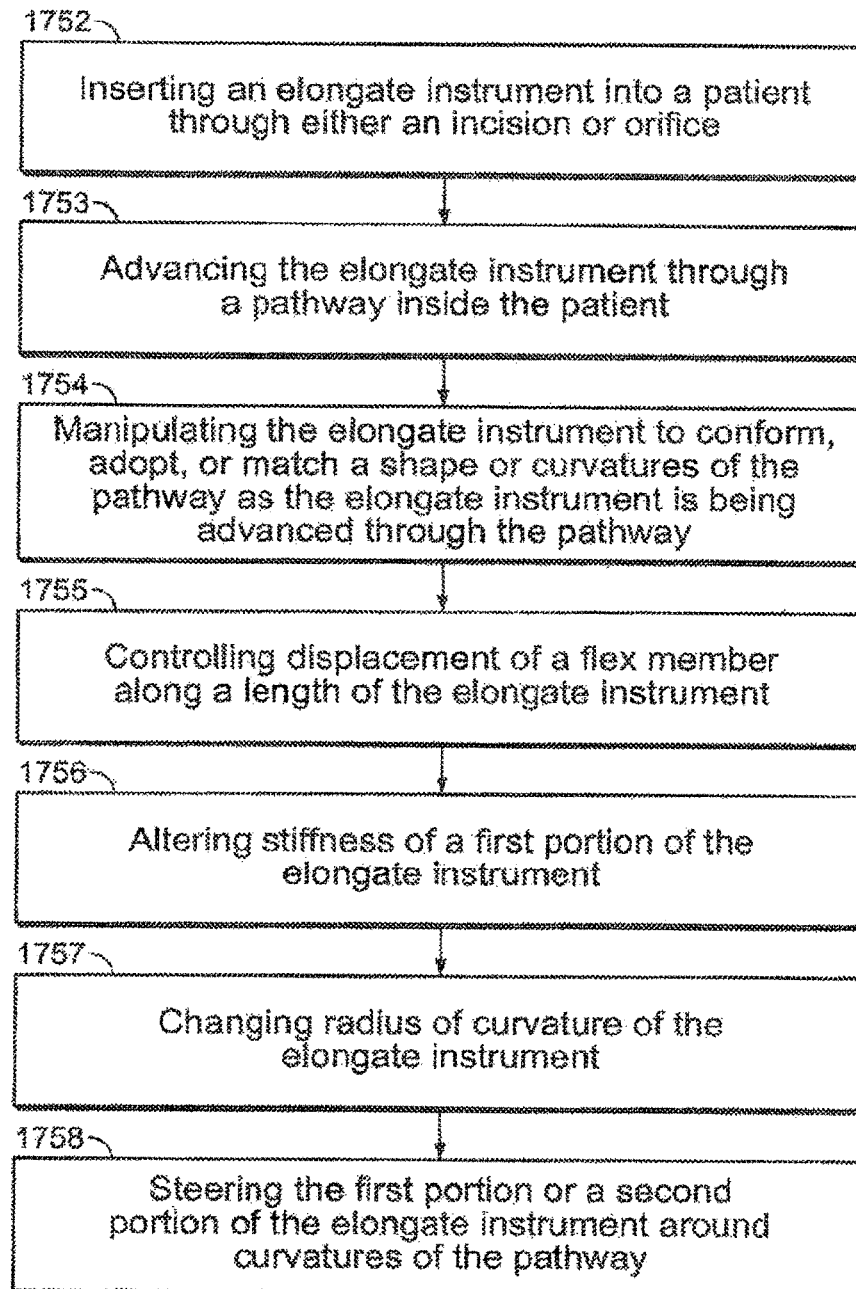 1752
Inserting an elongate instrument into a patient
through either an incision or orifice
1753
Advancing the elongate instrument through
a pathway inside the patient
1754
Manipulating the elongate instrument to conform,
adopt, or match a shape or curvatures of the
pathway as the elongate instrument is being
advanced through the pathway
1755
Controlling displacement of a flex member
along a length of the elongate instrument
1756
Altering stiffness of a first portion of the
elongate instrument
1757
Changing radius of curvature of the
elongate instrument
1758
Steering the first portion or a second
portion of the elongate instrument around
curvatures of the pathway